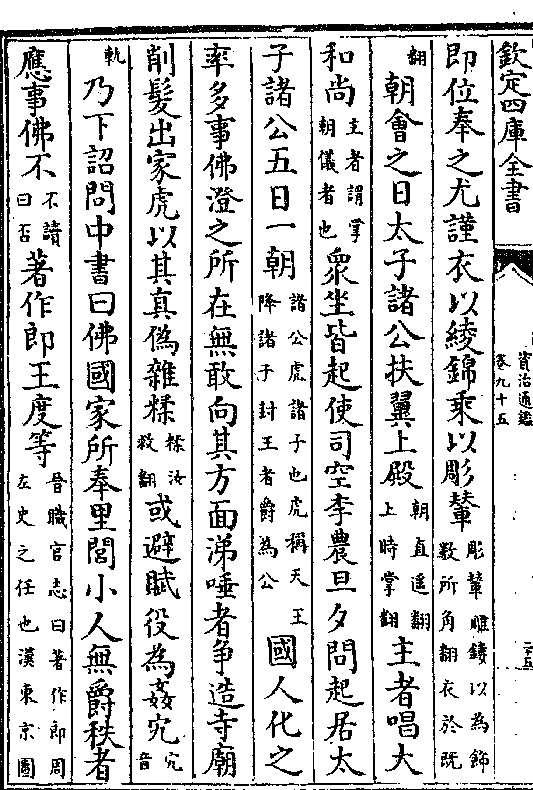 欽定四庫全書 資治通鑑 卷九十五
即位奉之尤謹衣以綾錦乘以彫輦彫輦雕鏤以為飾数所角翻衣於既
翻朝會之日太子諸公扶翼上殿朝直遥翻上時掌翻主者唱大
和尚主者謂掌朝儀者也衆坐皆起使司空李農旦夕問起居太
子諸公五日一朝諸公虎諸子也虎稱天王降諸子封王者爵為公國人化之
率多事佛澄之所在無敢向其方面涕唾者争造寺廟
削髮出家虎以其真偽雜糅糅汝救翻或避賦役為姦宄宄音
軌乃下詔問中書曰佛國家所奉里閭小人無爵秩者
應事佛不不讀曰否著作郎王度等晉職官志曰著作郎周左史之任也漢東京圖